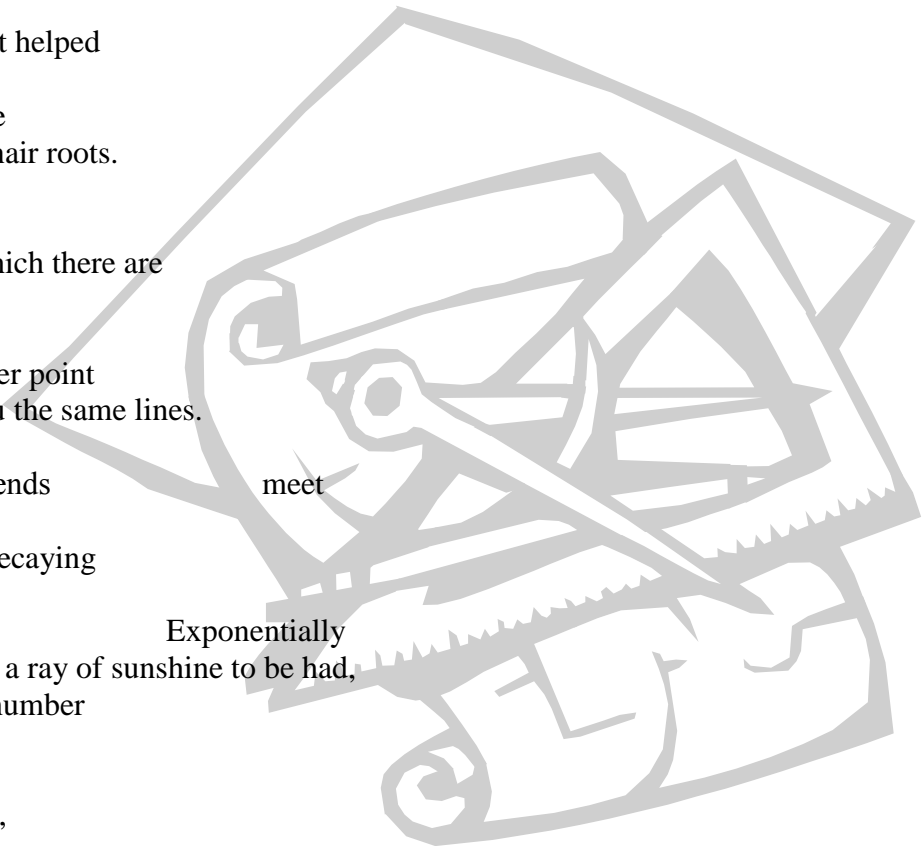 t helped
e
hair roots.
hich there are
er point
u the same lines.
ends meet
ecaying
Exponentially
a ray of sunshine to be had,
number
,